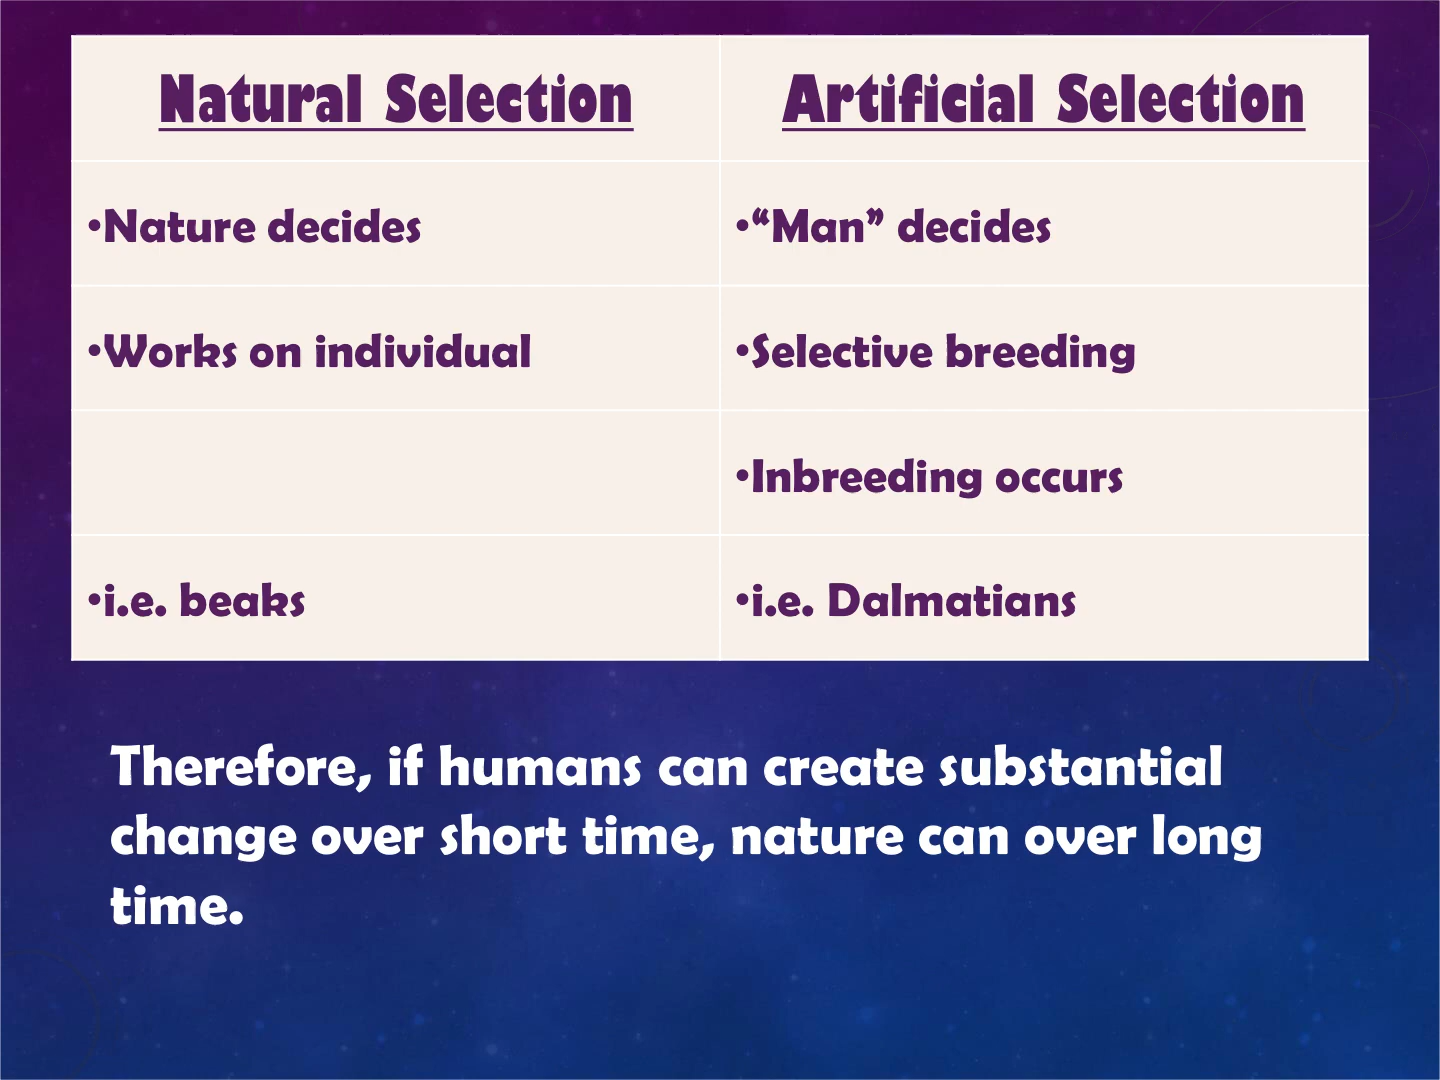 Natural Selection
Artificial Selection
•Nature decides
•“Man” decides
•Works on individual
•Selective breeding
•Inbreeding occurs
•i.e. beaks
•i.e. Dalmatians
Therefore, if humans can create substantial
change over short time, nature can over long
time.